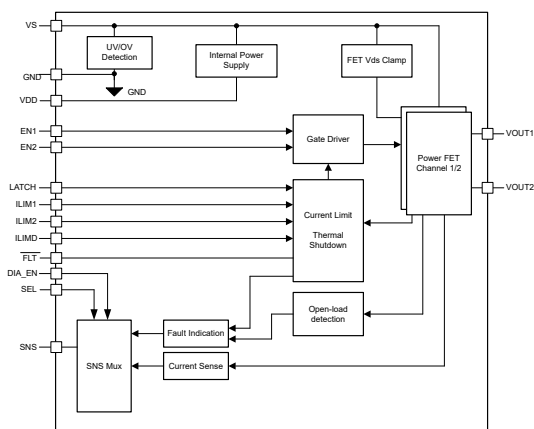 VS
UV/OV
Detection
Internal Power
Supply
FET Vds Clamp
GND
GND
VDD
EN1
EN2
Gate Driver
Power FET
Channel 1/2
VOUT1
VOUT2
LATCH
ILIM1
ILIM2
ILIMD
FLT
Current Limit
Thermal
Shutdown
DIA_EN
SEL
Open-load
detection
Fault Indication
SNS
SNS Mux
Current Sense